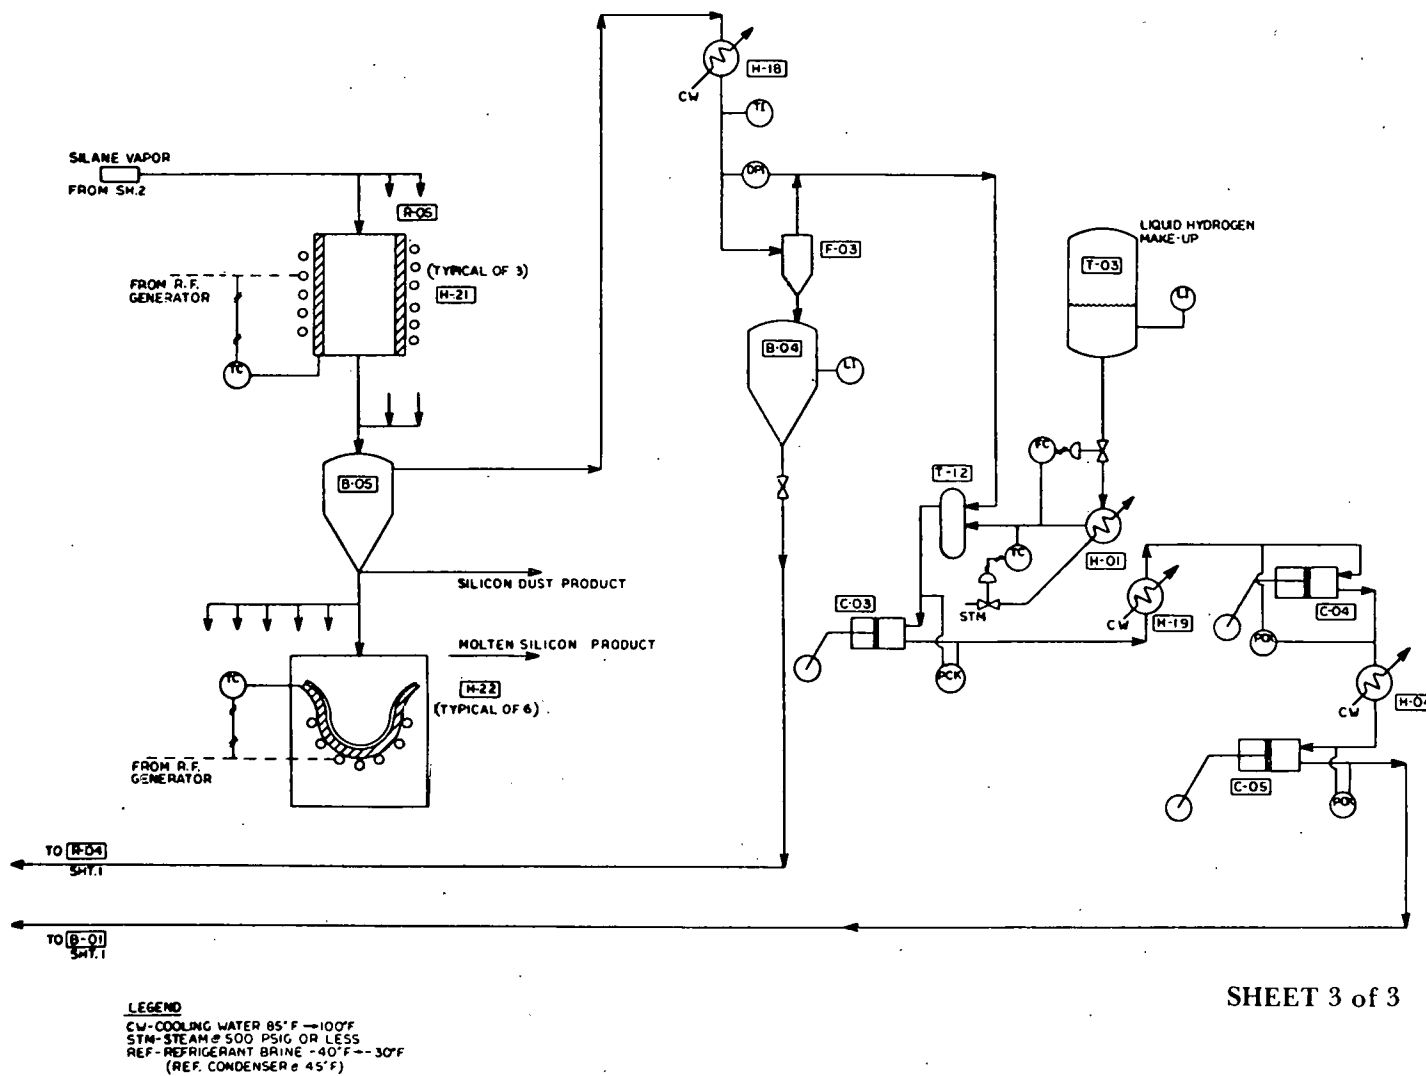 H-18
CW
TI
SILANE VAPOR
FROM SH.2
DPI
R-05
LIQUID HYDROGEN
MAKE-UP
F-03
T-03
(TYPICAL OF 3)
FROM R.F.
GENERATOR
H-21
LI
B-04
TC
LT
FC
T-12
B-05
TC
H-01
SILICON DUST PRODUCT
C-03
STM
CW
H-19
C-04
MOLTEN SILICON PRODUCT
TC
H-22
(TYPICAL OF 6)
PCK
CW
H-04
FROM R.F.
GENERATOR
C-05
TO R-04
SHT.1
TO B-01
SHT.1
SHEET 3 of 3
LEGEND
CW-COOLING WATER 85°F→100°F
STM-STEAM @ 500 PSIG OR LESS
REF-REFRIGERANT BRINE -40°F→-30°F
(REF. CONDENSER @ 45°F)